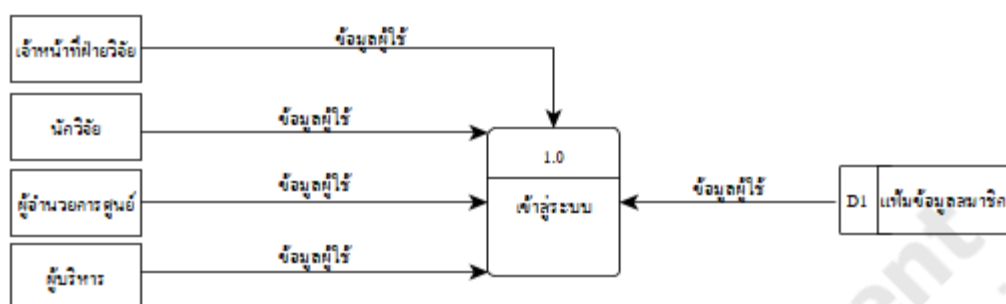 เจ้าหน้าที่ฝ่ายวิจัย
ข้อมูลผู้ใช้
นักวิจัย
ข้อมูลผู้ใช้
1.0
ผู้อำนวยการศูนย์
ข้อมูลผู้ใช้
เข้าสู่ระบบ
ข้อมูลผู้ใช้
D1 แฟ้มข้อมูลสมาชิก
ผู้บริหาร
ข้อมูลผู้ใช้
ent